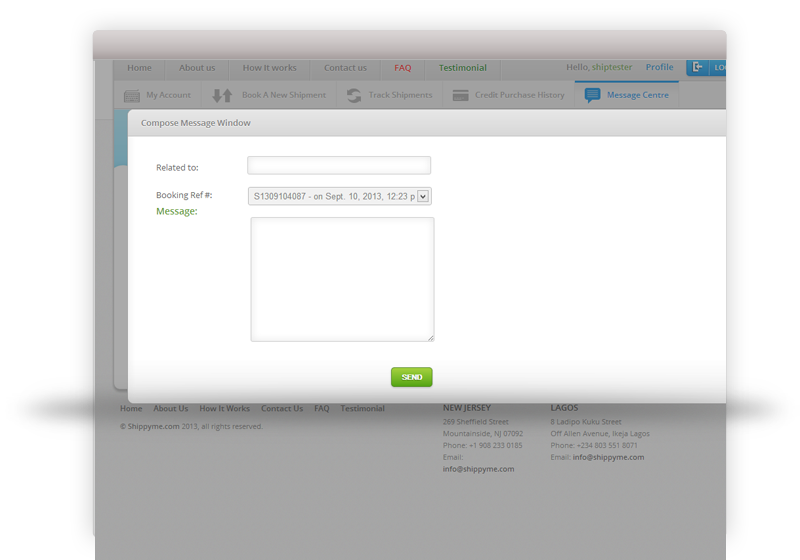 Home About us How It works Contact us FAQ Testimonial Hello, shiptester Profile LO
My Account Book A New Shipment Track Shipments Credit Purchase History Message Centre
Compose Message Window
Related to:
Booking Ref #: S1309104087 - on Sept. 10, 2013, 12:23 p
Message:
SEND
Home About Us How It Works Contact Us FAQ Testimonial
© Shippyme.com 2013, all rights reserved.
NEW JERSEY
269 Sheffield Street
Mountainside, NJ 07092
Phone: +1 908 233 0185
Email:
info@shippyme.com
LAGOS
8 Ladipo Kuku Street
Off Allen Avenue, Ikeja Lagos
Phone: +234 803 551 8071
Email: info@shippyme.com